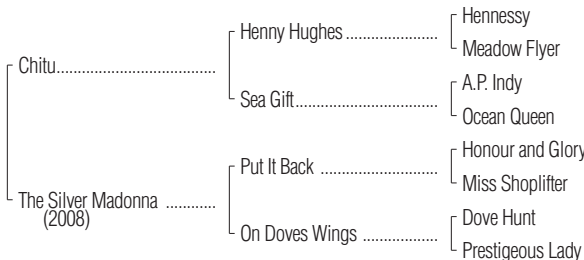 Hennessy
Henny Hughes ....................
Meadow Flyer
Chitu...................................
A.P. Indy
Sea Gift...............................
Ocean Queen
Honour and Glory
Put It Back .........................
Miss Shoplifter
The Silver Madonna ...........
(2008)
Dove Hunt
On Doves Wings ................
Prestigeous Lady